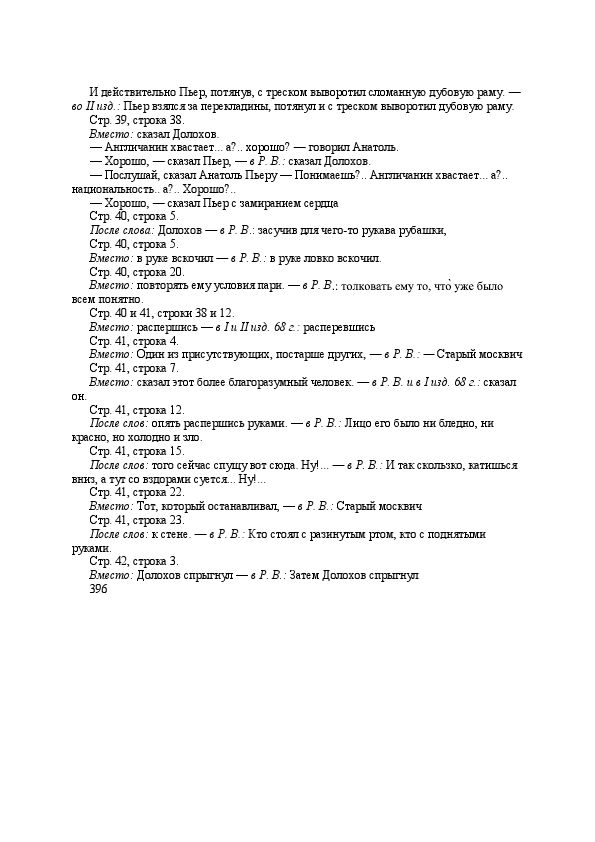 И действительно Пьер, потянув, с треском выворотил сломанную дубовую раму. —
во II изд.: Пьер взялся за перекладины, потянул и с треском выворотил дубовую раму.
Стр. 39, строка 38.
Вместо: сказал Долохов.
— Англичанин хвастает... а?.. хорошо? — говорил Анатоль.
— Хорошо, — сказал Пьер, — в Р. В.: сказал Долохов.
— Послушай, сказал Анатоль Пьеру — Понимаешь?.. Англичанин хвастает... а?..
национальность.. а?.. Хорошо?..
— Хорошо, — сказал Пьер с замиранием сердца
Стр. 40, строка 5.
После слова: Долохов — в Р. В.: засучив для чего-то рукава рубашки,
Стр. 40, строка 5.
Вместо: в руке вскочил — в Р. В.: в руке ловко вскочил.
Стр. 40, строка 20.
Вместо: повторять ему условия пари. — в Р. В.: толковать ему то, что̀ уже было
всем понятно.
Стр. 40 и 41, строки 38 и 12.
Вместо: распершись — в I и II изд. 68 г.: расперевшись
Стр. 41, строка 4.
Вместо: Один из присутствующих, постарше других, — в Р. В.: — Старый москвич
Стр. 41, строка 7.
Вместо: сказал этот более благоразумный человек. — в Р. В. и в I изд. 68 г.: сказал
он.
Стр. 41, строка 12.
После слов: опять распершись руками. — в Р. В.: Лицо его было ни бледно, ни
красно, но холодно и зло.
Стр. 41, строка 15.
После слов: того сейчас спущу вот сюда. Ну!... — в Р. В.: И так скользко, катишься
вниз, а тут со вздорами суется... Ну!...
Стр. 41, строка 22.
Вместо: Тот, который останавливал, — в Р. В.: Старый москвич
Стр. 41, строка 23.
После слов: к стене. — в Р. В.: Кто стоял с разинутым ртом, кто с поднятыми
руками.
Стр. 42, строка 3.
Вместо: Долохов спрыгнул — в Р. В.: Затем Долохов спрыгнул
396